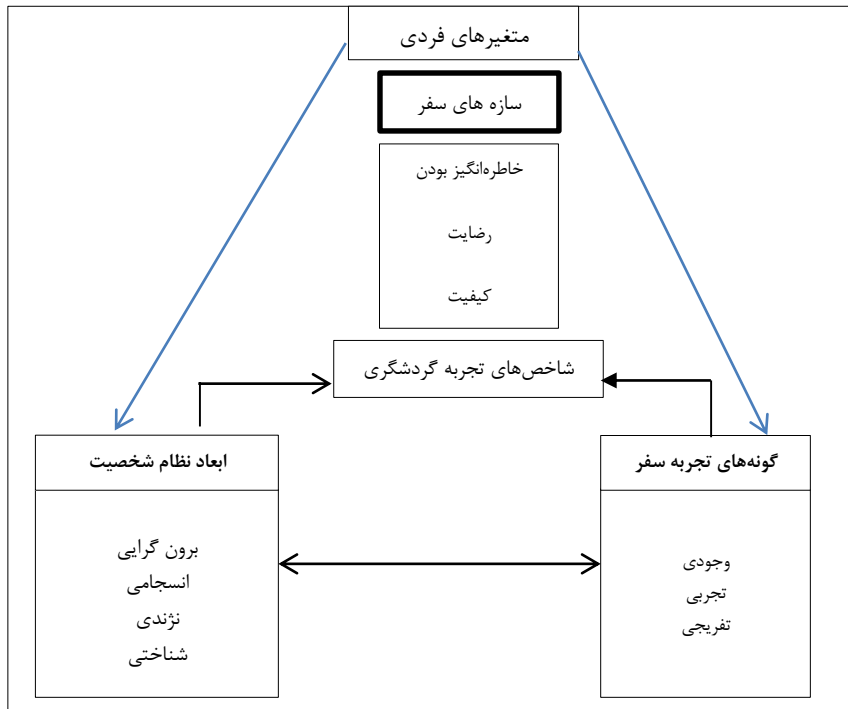 متغیرهای فردی
سازه های سفر
خاطره‌انگیز بودن
رضایت
کیفیت
شاخص‌های تجربه گردشگری
گونه‌های تجربه سفر
وجودی
تجربی
تفریجی
ابعاد نظام شخصیت
برون گرایی
انسجامی
نژندی
شناختی